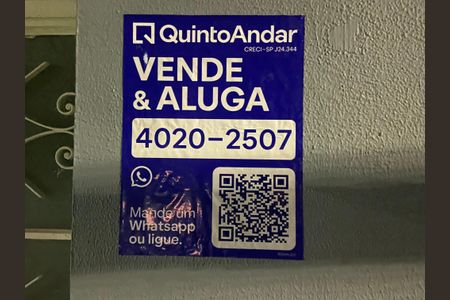 QuintoAndar
CRECI-SP J24.344
VENDE
& ALUGA
4020-2507
Mande um
Whatsapp
ou ligue.